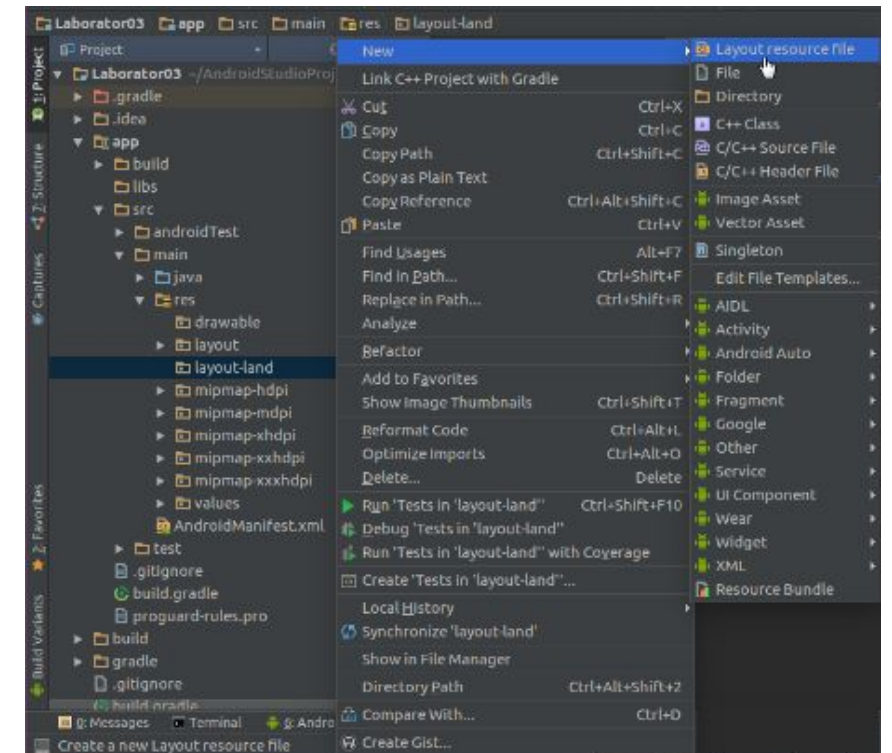 Laborator03 app src main res layout-land
1: Project
Project
Laborator03 ~/AndroidStudioProj
.gradle
.idea
app
build
libs
src
androidTest
main
java
res
drawable
layout
layout-land
mipmap-hdpi
mipmap-mdpi
mipmap-xhdpi
mipmap-xxhdpi
mipmap-xxxhdpi
values
AndroidManifest.xml
test
.gitignore
build.gradle
proguard-rules.pro
build
gradle
.gitignore
build.gradle
7: Structure
Captures
2: Favorites
Build Variants
New
Link C++ Project with Gradle
Cut Ctrl+X
Copy Ctrl+C
Copy Path Ctrl+Shift+C
Copy as Plain Text
Copy Reference Ctrl+Alt+Shift+C
Paste Ctrl+V
Find Usages Alt+F7
Find in Path... Ctrl+Shift+F
Replace in Path... Ctrl+Shift+R
Analyze
Refactor
Add to Favorites
Show Image Thumbnails Ctrl+Shift+T
Reformat Code Ctrl+Alt+L
Optimize Imports Ctrl+Alt+O
Delete... Delete
Run 'Tests in 'layout-land'' Ctrl+Shift+F10
Debug 'Tests in 'layout-land''
Run 'Tests in 'layout-land'' with Coverage
Create 'Tests in 'layout-land''...
Local History
Synchronize 'layout-land'
Show in File Manager
Directory Path Ctrl+Alt+Shift+2
Compare With... Ctrl+D
Create Gist...
Layout resource file
File
Directory
C++ Class
C/C++ Source File
C/C++ Header File
Image Asset
Vector Asset
Singleton
Edit File Templates...
AIDL
Activity
Android Auto
Folder
Fragment
Google
Other
Service
UI Component
Wear
Widget
XML
Resource Bundle
0: Messages Terminal 6: Andro
Create a new Layout resource file